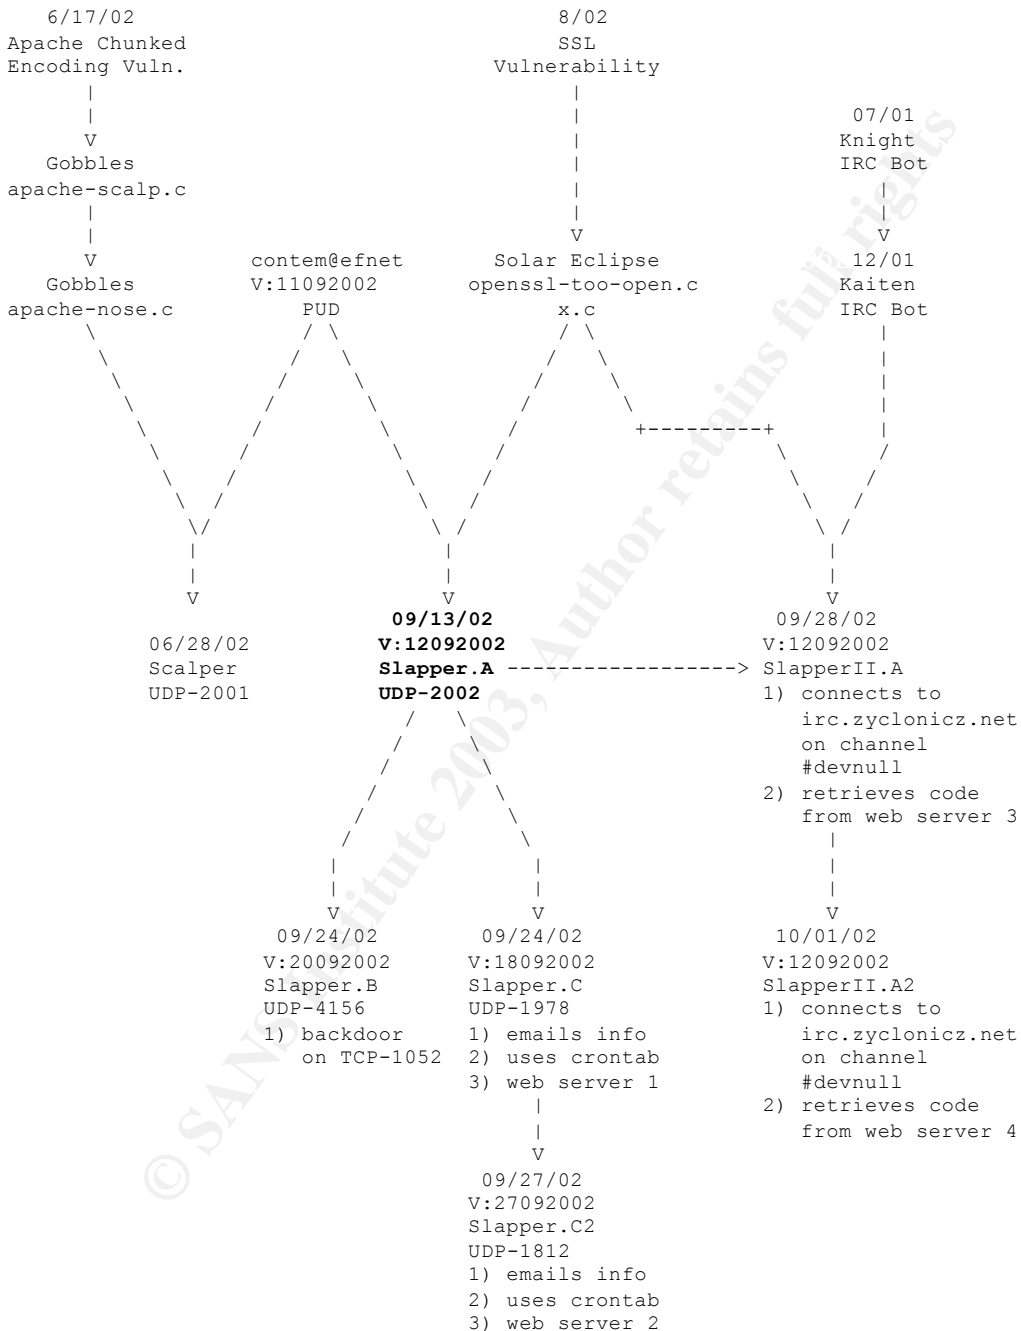 6/17/02
Apache Chunked
Encoding Vuln.
8/02
SSL
Vulnerability
07/01
Knight
IRC Bot
Gobbles
apache-scalp.c
Gobbles
apache-nose.c
contem@efnet
V:11092002
PUD
Solar Eclipse
openssl-too-open.c
x.c
12/01
Kaiten
IRC Bot
06/28/02
Scalper
UDP-2001
09/13/02
V:12092002
Slapper.A
UDP-2002
09/28/02
V:12092002
SlapperII.A
1) connects to
irc.zyclonicz.net
on channel
#devnull
2) retrieves code
from web server 3
09/24/02
V:20092002
Slapper.B
UDP-4156
1) backdoor
on TCP-1052
09/24/02
V:18092002
Slapper.C
UDP-1978
1) emails info
2) uses crontab
3) web server 1
10/01/02
V:12092002
SlapperII.A2
1) connects to
irc.zyclonicz.net
on channel
#devnull
2) retrieves code
from web server 4
09/27/02
V:27092002
Slapper.C2
UDP-1812
1) emails info
2) uses crontab
3) web server 2
© SANS Institute 2003, Author retains full rights